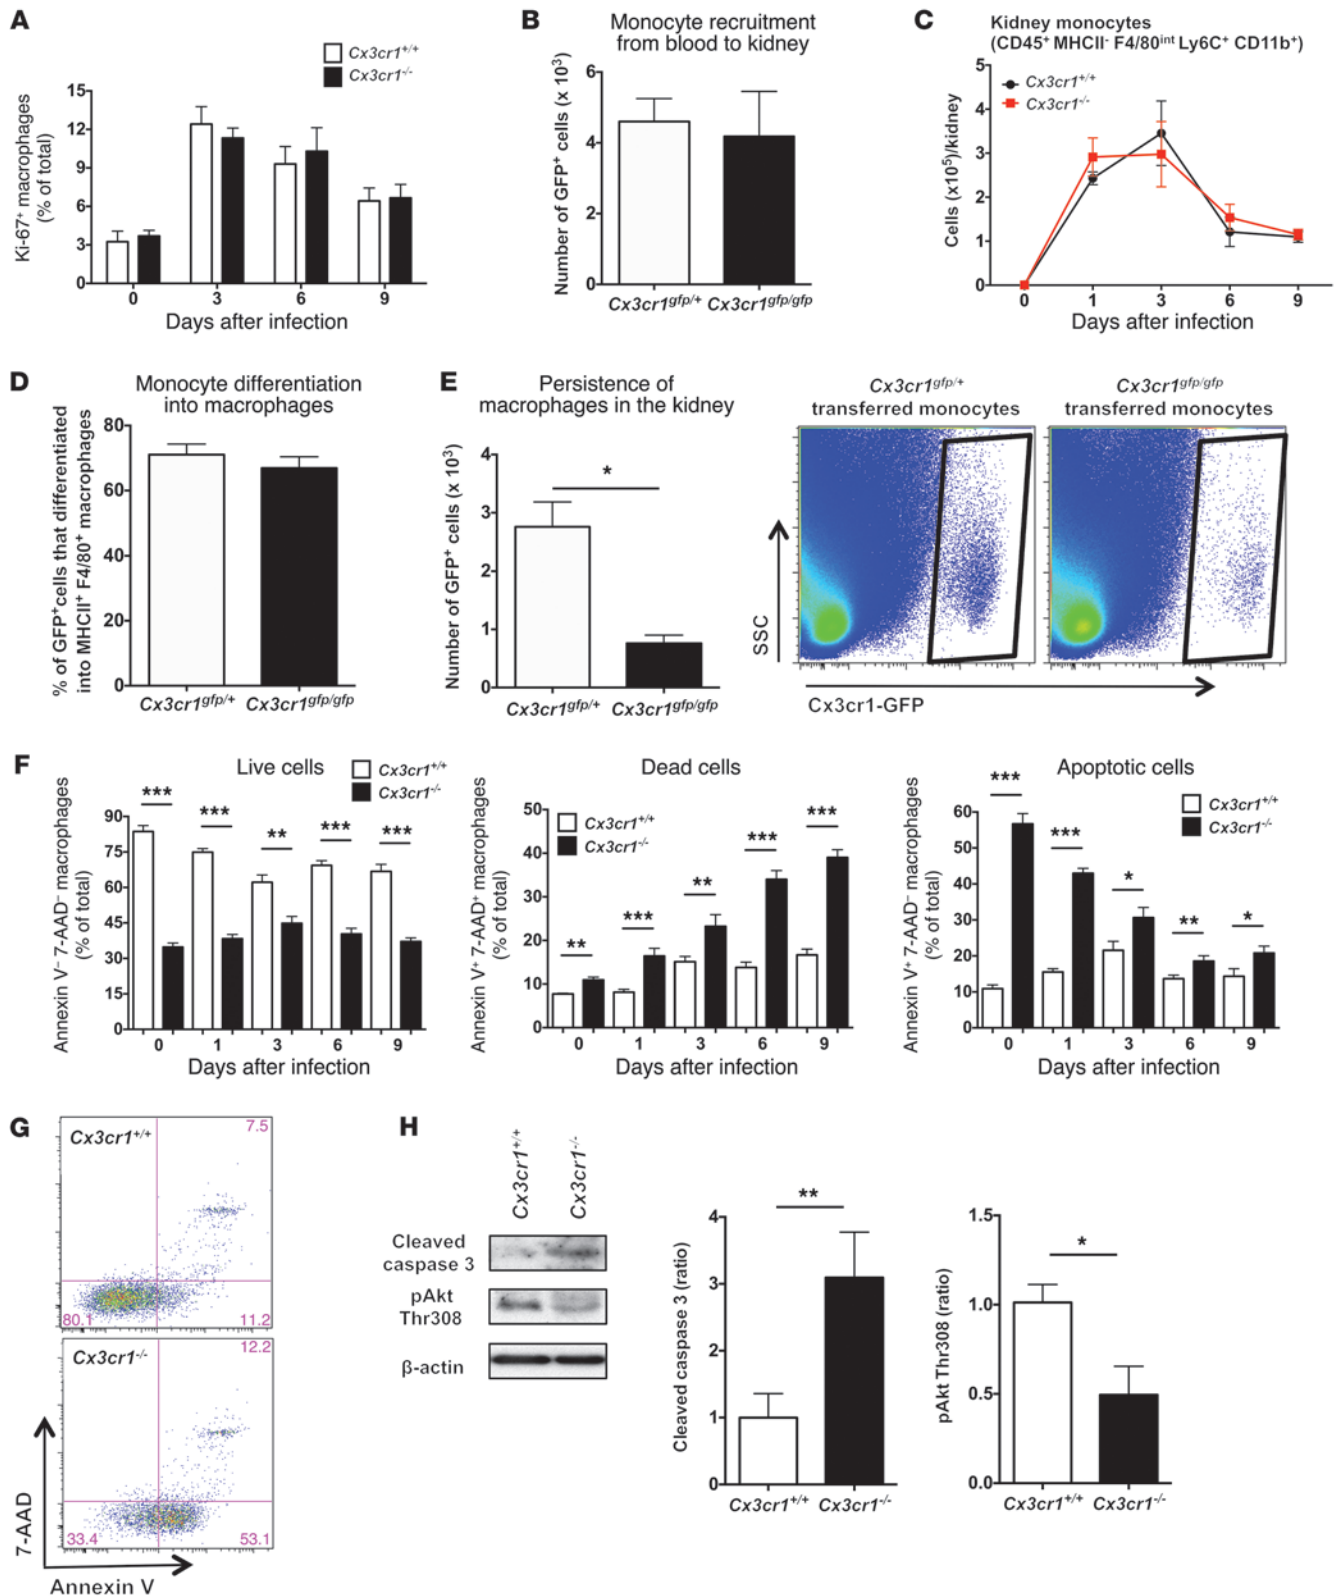 A
Cx3cr1+/+
Cx3cr1-/-
Ki-67+ macrophages
(% of total)
15
12
9
6
3
0
0 3 6 9
Days after infection
B
Monocyte recruitment
from blood to kidney
Number of GFP+ cells (x 10³)
6
4
2
0
Cx3cr1gfp/+ Cx3cr1gfp/gfp
C
Kidney monocytes
(CD45+ MHCII- F4/80int Ly6C+ CD11b+)
Cx3cr1+/+
Cx3cr1-/-
Cells (x10⁵)/kidney
5
4
3
2
1
0
0 1 3 6 9
Days after infection
D
Monocyte differentiation
into macrophages
% of GFP+cells that differentiated
into MHCII+ F4/80+ macrophages
80
60
40
20
0
Cx3cr1gfp/+ Cx3cr1gfp/gfp
E
Persistence of
macrophages in the kidney
Number of GFP+ cells (x 10³)
4
3
2
1
0
*
Cx3cr1gfp/+ Cx3cr1gfp/gfp
Cx3cr1gfp/+
transferred monocytes
Cx3cr1gfp/gfp
transferred monocytes
SSC
Cx3cr1-GFP
F
Live cells
Cx3cr1+/+
Cx3cr1-/-
Annexin V− 7-AAD− macrophages
(% of total)
90
75
60
45
30
15
0
*** *** ** *** ***
0 1 3 6 9
Days after infection
Dead cells
Cx3cr1+/+
Cx3cr1-/-
Annexin V+ 7-AAD+ macrophages
(% of total)
50
40
30
20
10
0
** *** ** *** ***
0 1 3 6 9
Days after infection
Apoptotic cells
Cx3cr1+/+
Cx3cr1-/-
Annexin V+ 7-AAD− macrophages
(% of total)
60
50
40
30
20
10
0
*** *** * ** *
0 1 3 6 9
Days after infection
G
Cx3cr1+/+
7.5
80.1 11.2
Cx3cr1-/-
12.2
33.4 53.1
7-AAD
Annexin V
H
Cx3cr1+/+ Cx3cr1-/-
Cleaved
caspase 3
pAkt
Thr308
β-actin
Cleaved caspase 3 (ratio)
4
3
2
1
0
**
Cx3cr1+/+ Cx3cr1-/-
pAkt Thr308 (ratio)
1.5
1.0
0.5
0.0
*
Cx3cr1+/+ Cx3cr1-/-